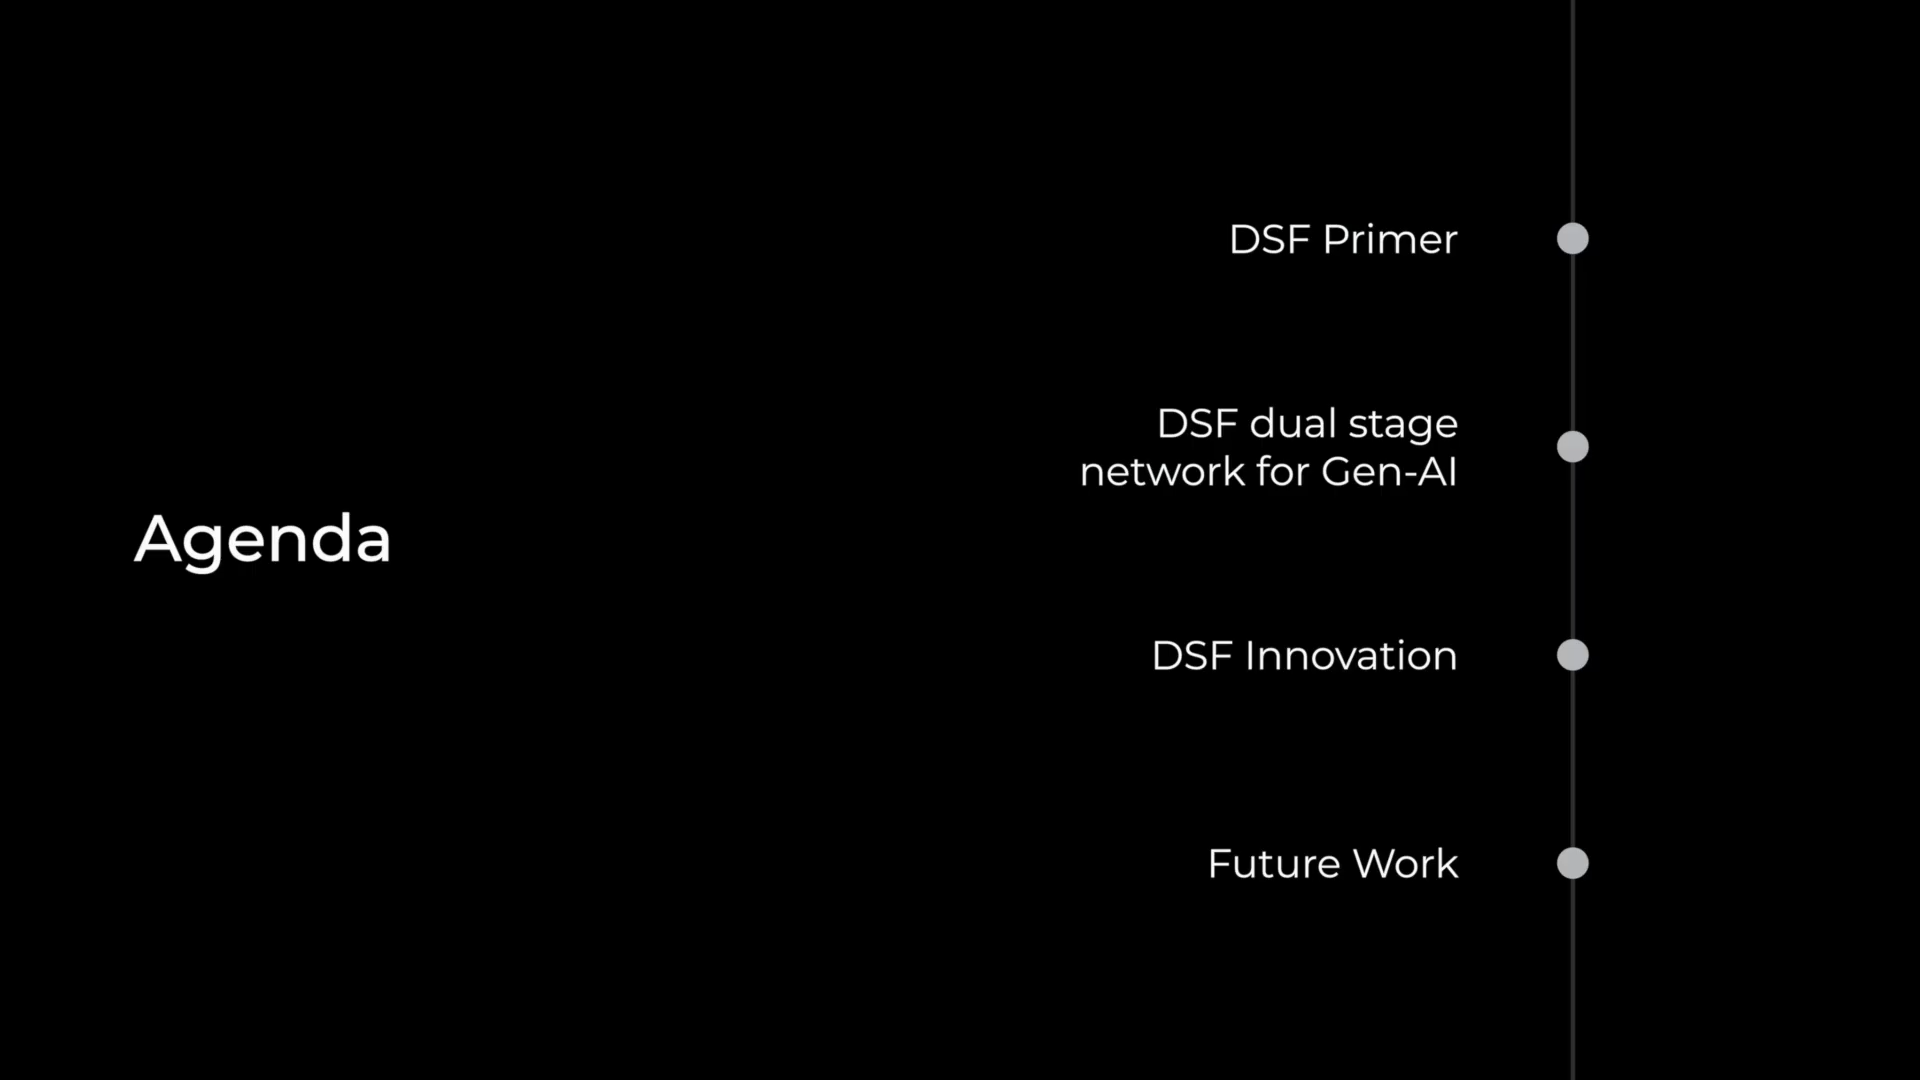 Agenda
DSF Primer
DSF dual stage
network for Gen-AI
DSF Innovation
Future Work